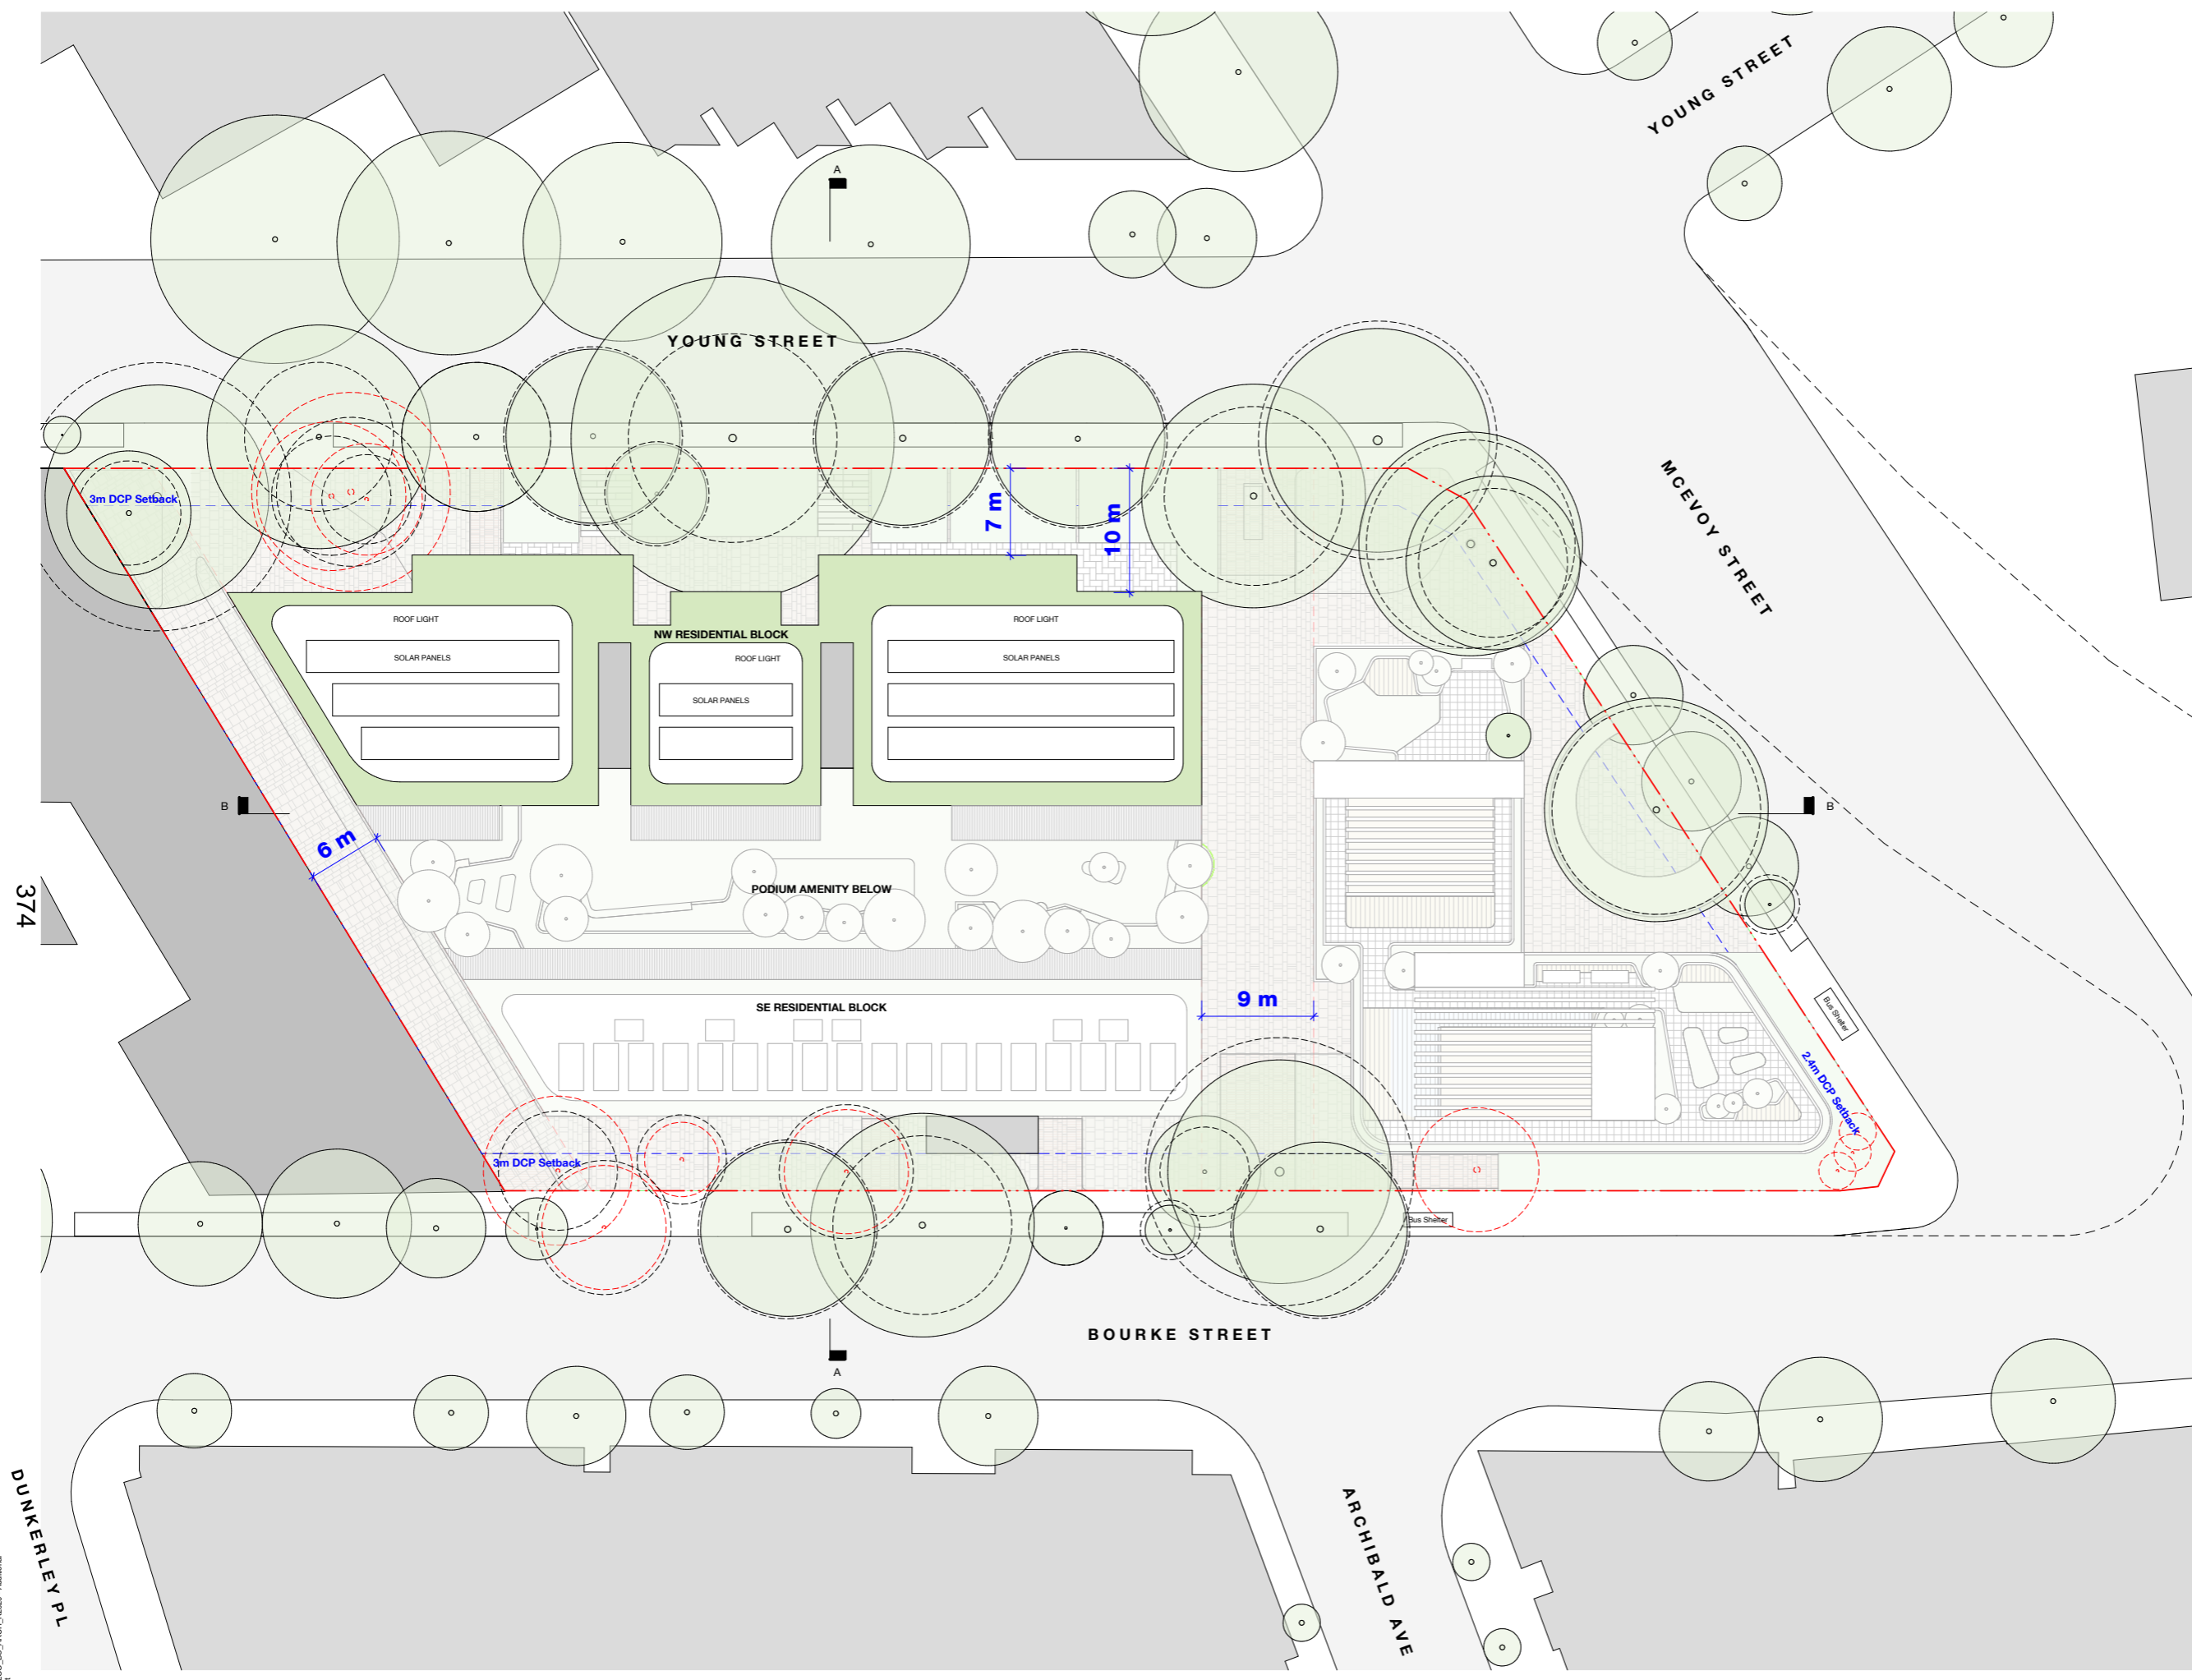 YOUNG STREET
A
YOUNG STREET
MCEVOY STREET
3m DCP Setback
7 m
10 m
ROOF LIGHT
ROOF LIGHT
NW RESIDENTIAL BLOCK
SOLAR PANELS
ROOF LIGHT
SOLAR PANELS
SOLAR PANELS
B
B
6 m
374
PODIUM AMENITY BELOW
9 m
SE RESIDENTIAL BLOCK
Bus Shelter
2.4m DCP Setback
3m DCP Setback
Bus Shelter
BOURKE STREET
A
DUNKERLEY PL
ARCHIBALD AVE